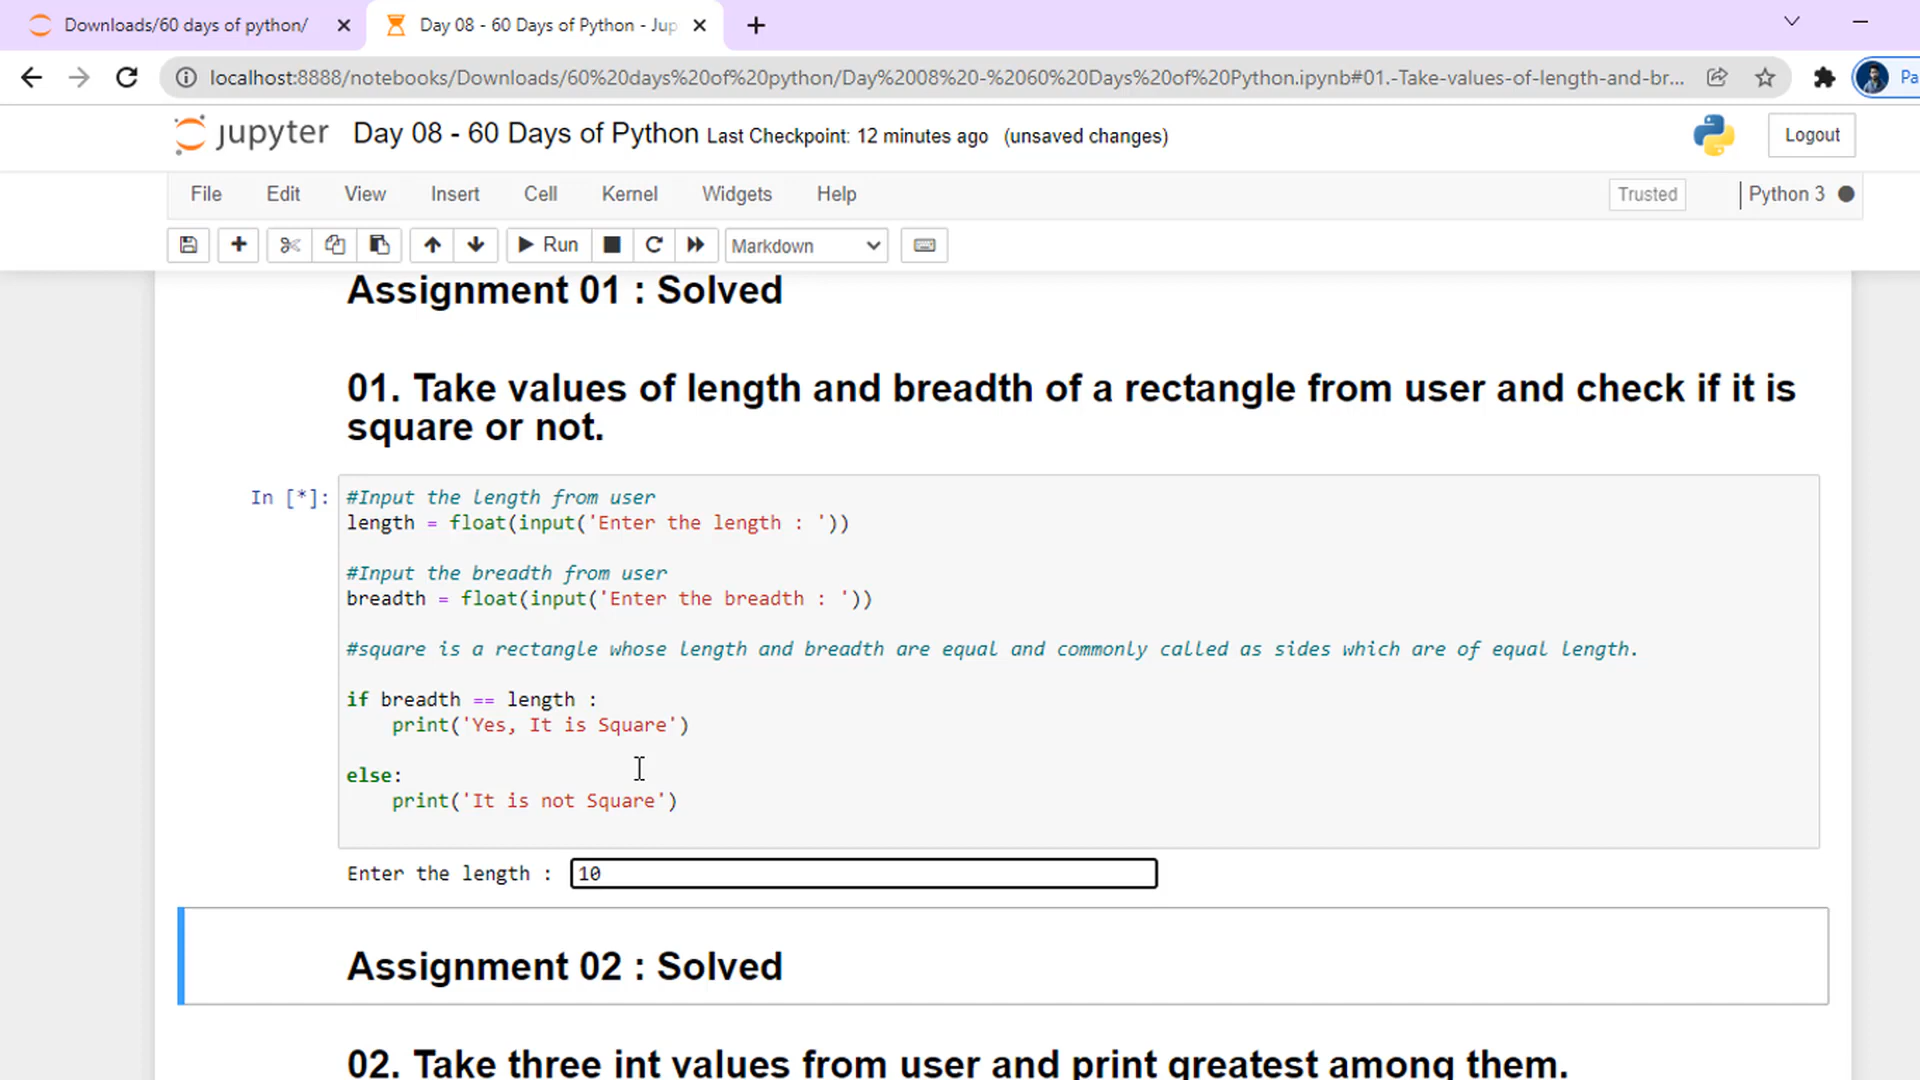 Downloads/60 days of python/
Day 08 - 60 Days of Python - Jup
localhost:8888/notebooks/Downloads/60%20days%20of%20python/Day%2008%20-%2060%20Days%20of%20Python.ipynb#01.-Take-values-of-length-and-br...
Pa
jupyter Day 08 - 60 Days of Python Last Checkpoint: 12 minutes ago (unsaved changes)
Logout
File Edit View Insert Cell Kernel Widgets Help
Trusted
Python 3
Run
Markdown
Assignment 01 : Solved
01. Take values of length and breadth of a rectangle from user and check if it is
square or not.
In [*]:
#Input the length from user
length = float(input('Enter the length : '))
#Input the breadth from user
breadth = float(input('Enter the breadth : '))
#square is a rectangle whose length and breadth are equal and commonly called as sides which are of equal length.
if breadth == length :
    print('Yes, It is Square')
else:
    print('It is not Square')
Enter the length : 10
Assignment 02 : Solved
02. Take three int values from user and print greatest among them.